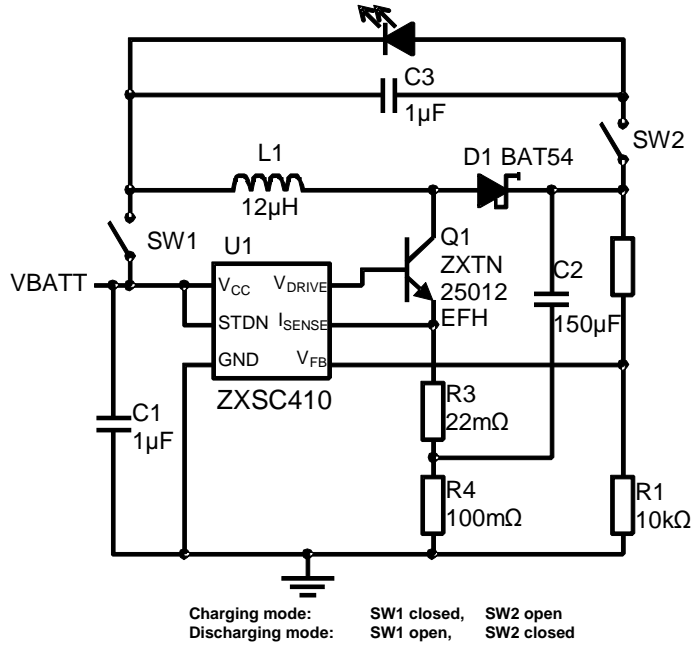 C3
1µF
SW2
L1
12µH
D1 BAT54
SW1
U1
Q1
ZXTN
25012
EFH
C2
150µF
VBATT
VCC
VDRIVE
STDN
ISENSE
GND
VFB
ZXSC410
C1
1µF
R3
22mΩ
R4
100mΩ
R1
10kΩ
Charging mode: SW1 closed, SW2 open
Discharging mode: SW1 open, SW2 closed